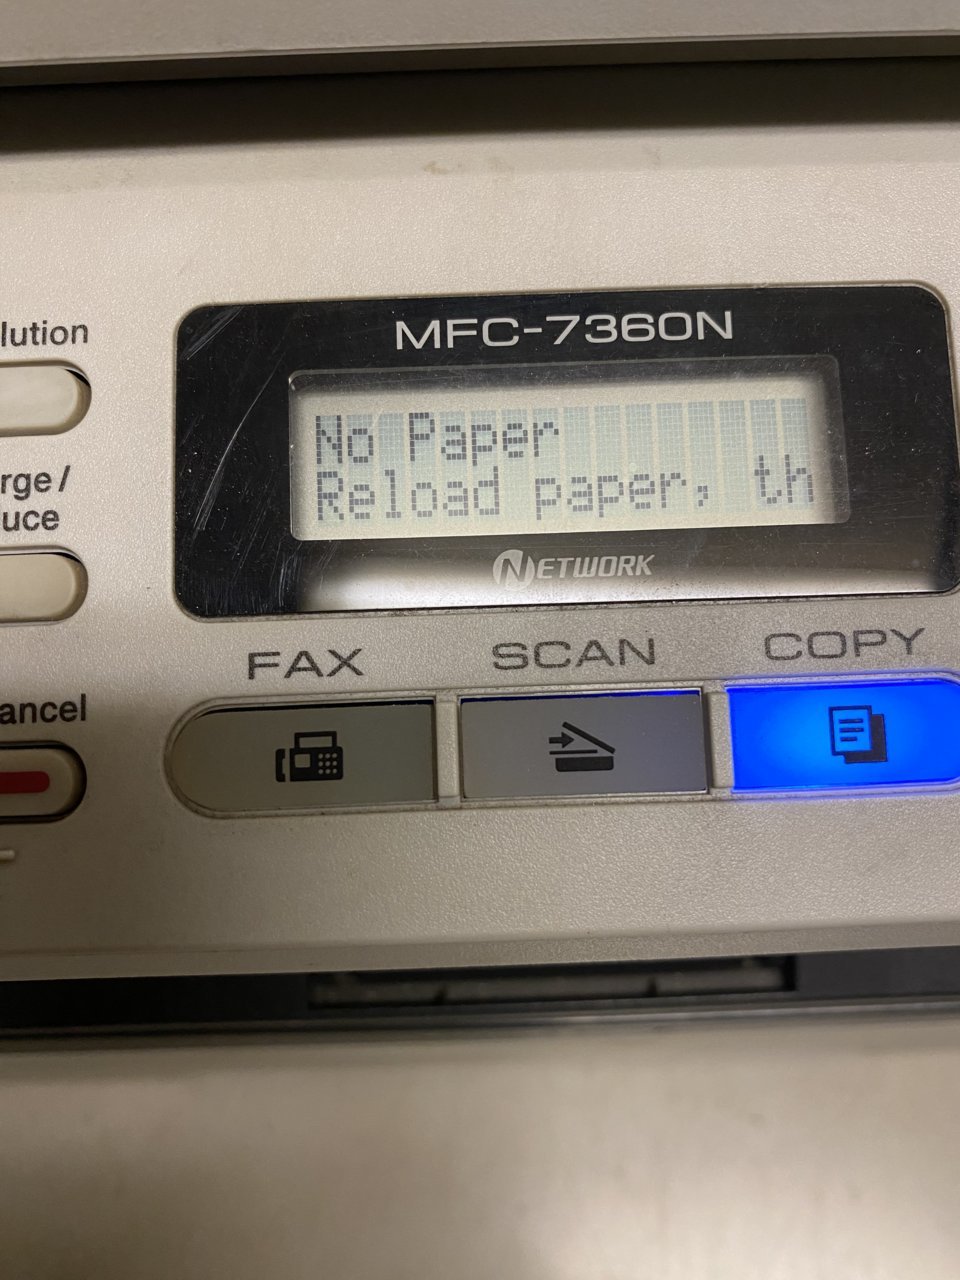 MFC-7360N
No Paper
Reload paper, th
NETWORK
lution
rge/
uce
ancel
FAX
SCAN
COPY